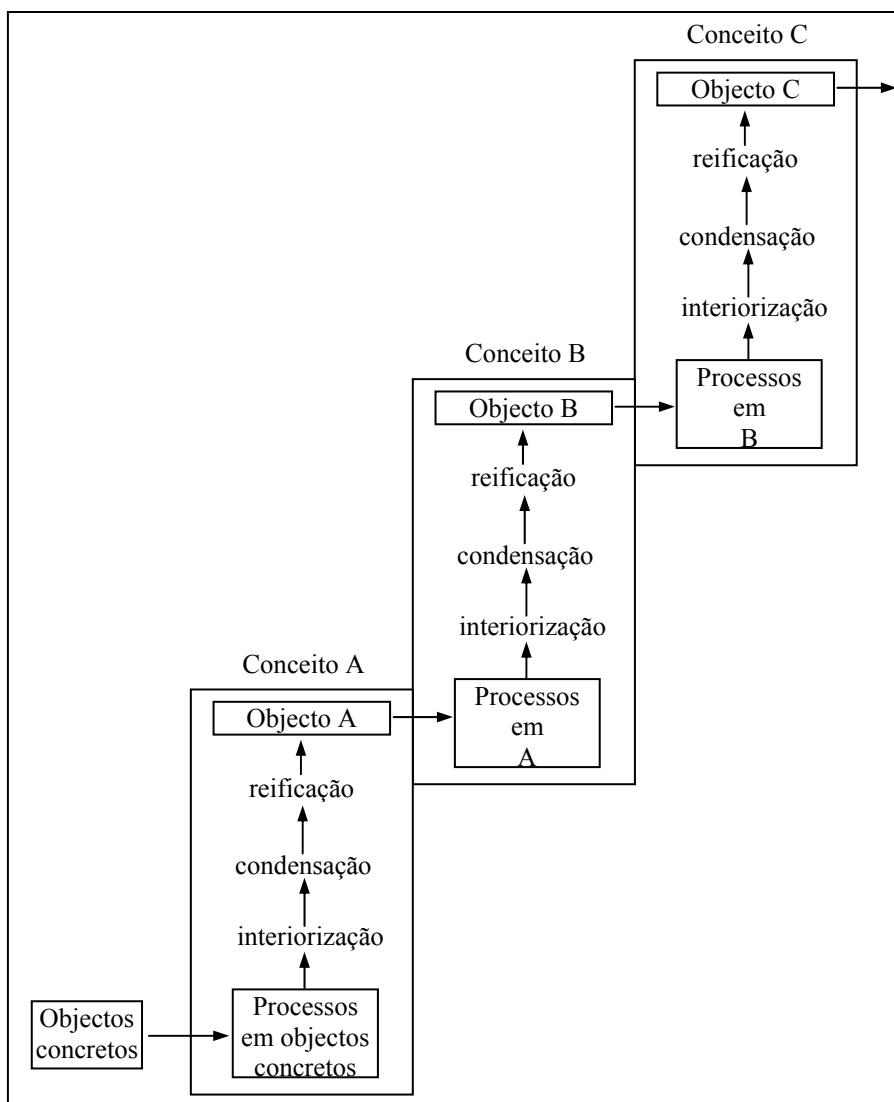 Conceito C
Objecto C
reificação
condensação
interiorização
Processos
em
B
Conceito B
Objecto B
reificação
condensação
interiorização
Processos
em
A
Conceito A
Objecto A
reificação
condensação
interiorização
Processos
em objectos
concretos
Objectos
concretos